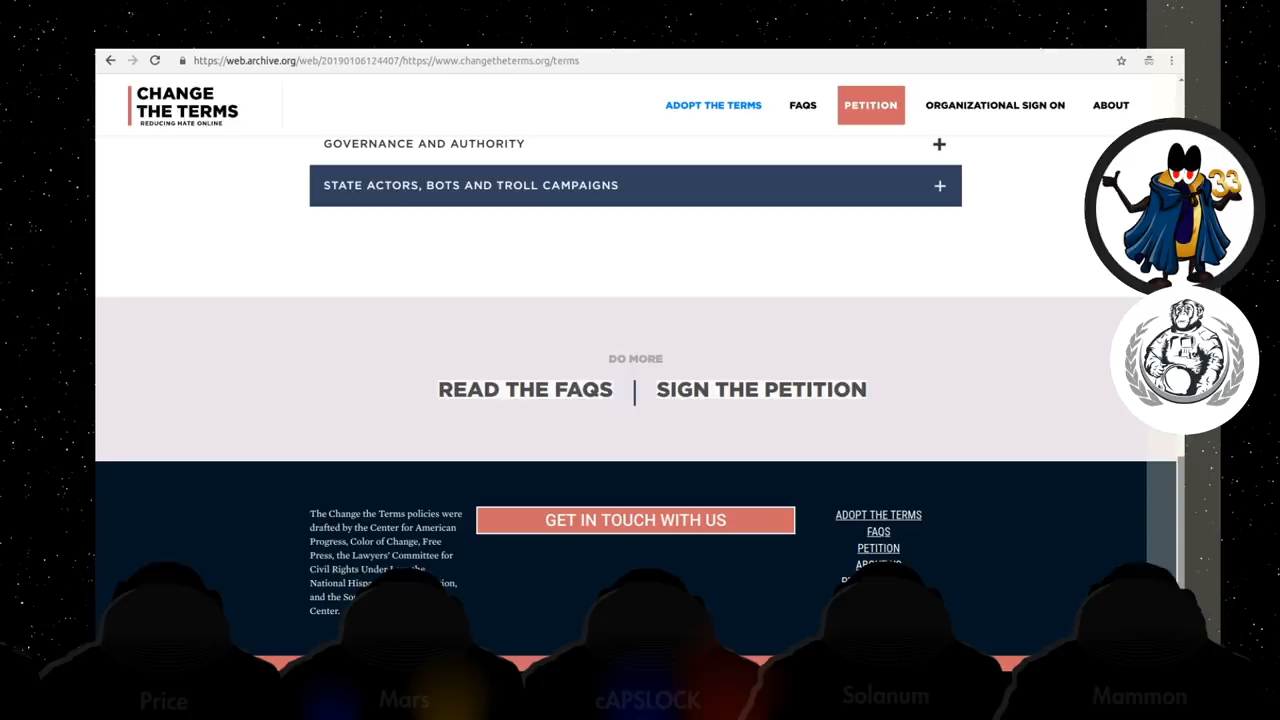 https://web.archive.org/web/20190106124407/https://www.changetheterms.org/terms
CHANGE
THE TERMS
REDUCING HATE ONLINE
ADOPT THE TERMS
FAQS
PETITION
ORGANIZATIONAL SIGN ON
ABOUT
GOVERNANCE AND AUTHORITY
STATE ACTORS, BOTS AND TROLL CAMPAIGNS
33
DO MORE
READ THE FAQS | SIGN THE PETITION
The Change the Terms policies were
drafted by the Center for American
Progress, Color of Change, Free
Press, the Lawyers' Committee for
Civil Rights Under
National
and the
Center.
GET IN TOUCH WITH US
ADOPT THE TERMS
FAQS
PETITION
ABOUT US
Price
Mars
cAPSLOCK
Solanum
Mammon